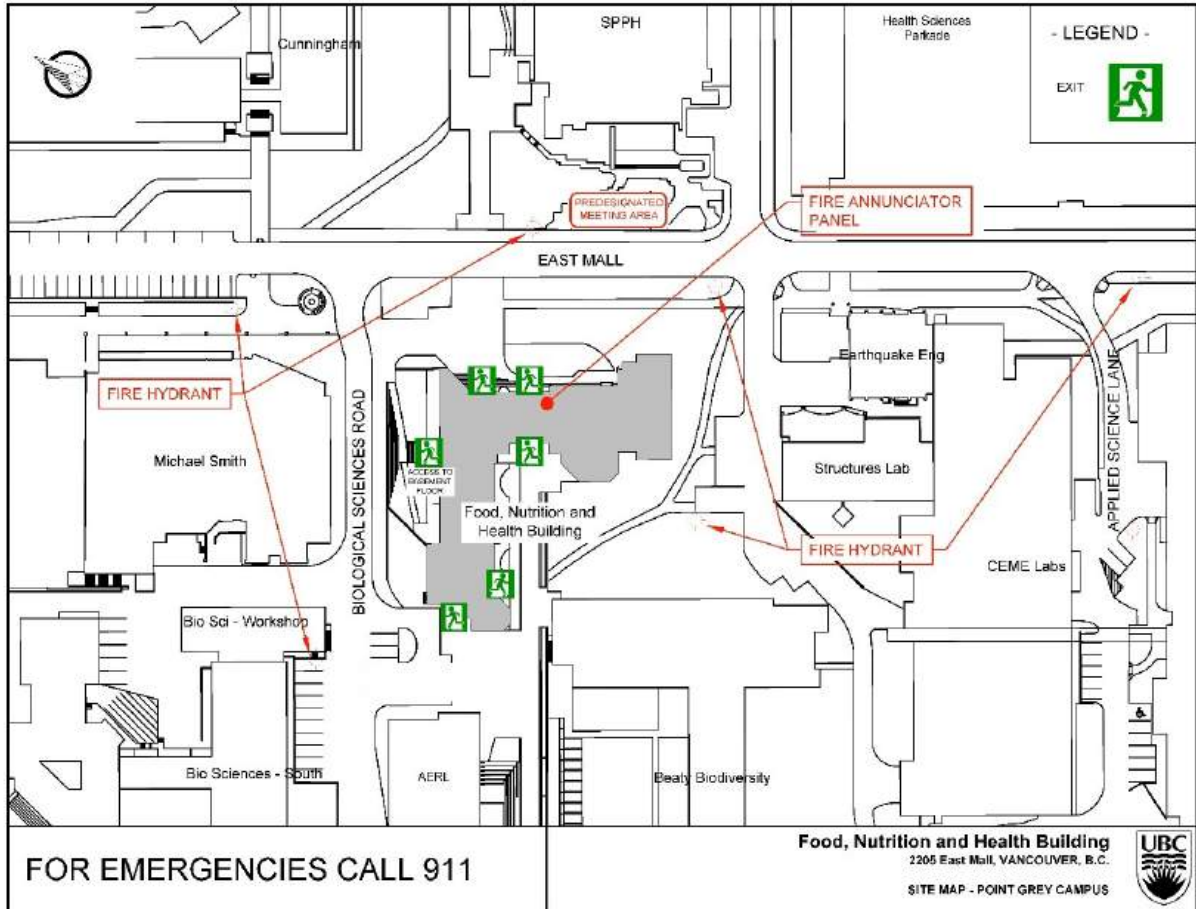 SPPH
Health Sciences
Parkade
- LEGEND -
EXIT
Cunningham
PREDESIGNATED
MEETING AREA
FIRE ANNUNCIATOR
PANEL
EAST MALL
FIRE HYDRANT
BIOLOGICAL SCIENCES ROAD
Earthquake Eng
APPLIED SCIENCE LANE
Michael Smith
ACCESS TO
BASEMENT
FLOOR
Structures Lab
Food, Nutrition and
Health Building
FIRE HYDRANT
CEME Labs
Bio Sci - Workshop
Bio Sciences - South
AERL
Beaty Biodiversity
FOR EMERGENCIES CALL 911
Food, Nutrition and Health Building
2205 East Mall, VANCOUVER, B.C.
SITE MAP - POINT GREY CAMPUS
UBC